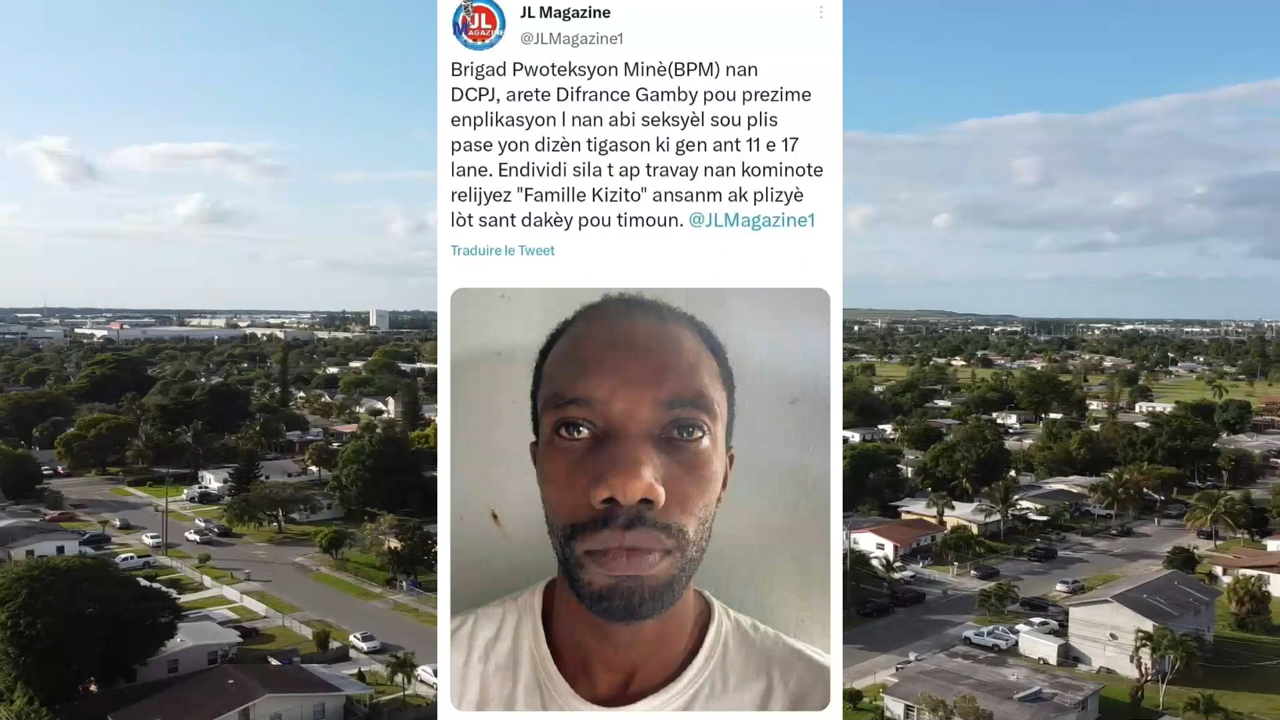 JL Magazine
@JLMagazine1
Brigad Pwoteksyon Minè(BPM) nan
DCPJ, arete Difrance Gamby pou prezime
enplikasyon l nan abi seksyèl sou plis
pase yon dizèn tigason ki gen ant 11 e 17
lane. Endividi sila t ap travay nan kominote
relijyez "Famille Kizito" ansanm ak plizyè
lòt sant dakèy pou timoun. @JLMagazine1
Traduire le Tweet